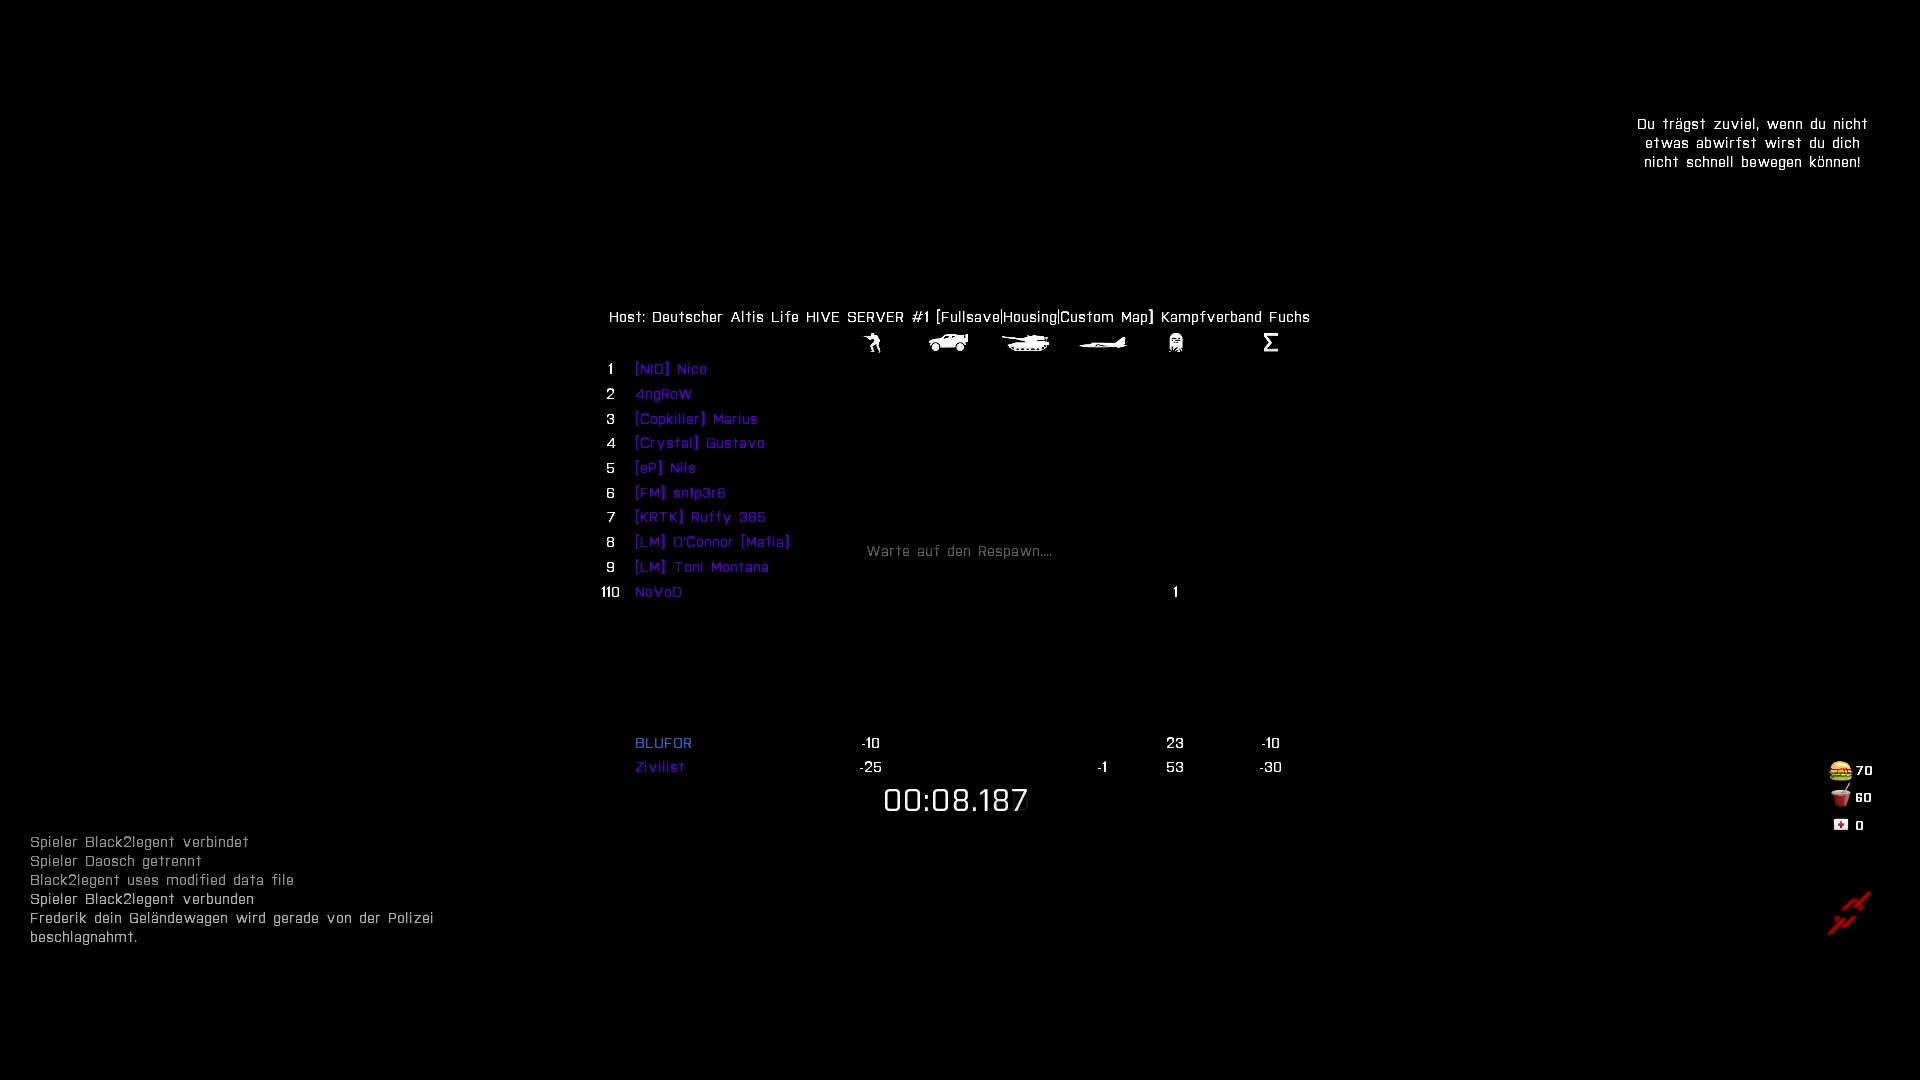 Du trägst zuviel, wenn du nicht
etwas abwirfst wirst du dich
nicht schnell bewegen können!
Host: Deutscher Altis Life HIVE SERVER #1 [Fullsave|Housing|Custom Map] Kampfverband Fuchs
Σ
1 [NIO] Nico
2 4ngRoW
3 [Copkiller] Marius
4 [Crystal] Gustavo
5 [eP] Nils
6 [FM] sn1p3r6
7 [KRTK] Ruffy 385
8 [LM] O'Connor [Mafia]
Warte auf den Respawn....
9 [LM] Toni Montana
110 NoVoO 1
BLUFOR -10 23 -10
Zivilist -25 -1 53 -30
00:08.187
70
60
0
Spieler Black2legent verbindet
Spieler Daosch getrennt
Black2legent uses modified data file
Spieler Black2legent verbunden
Frederik dein Geländewagen wird gerade von der Polizei
beschlagnahmt.